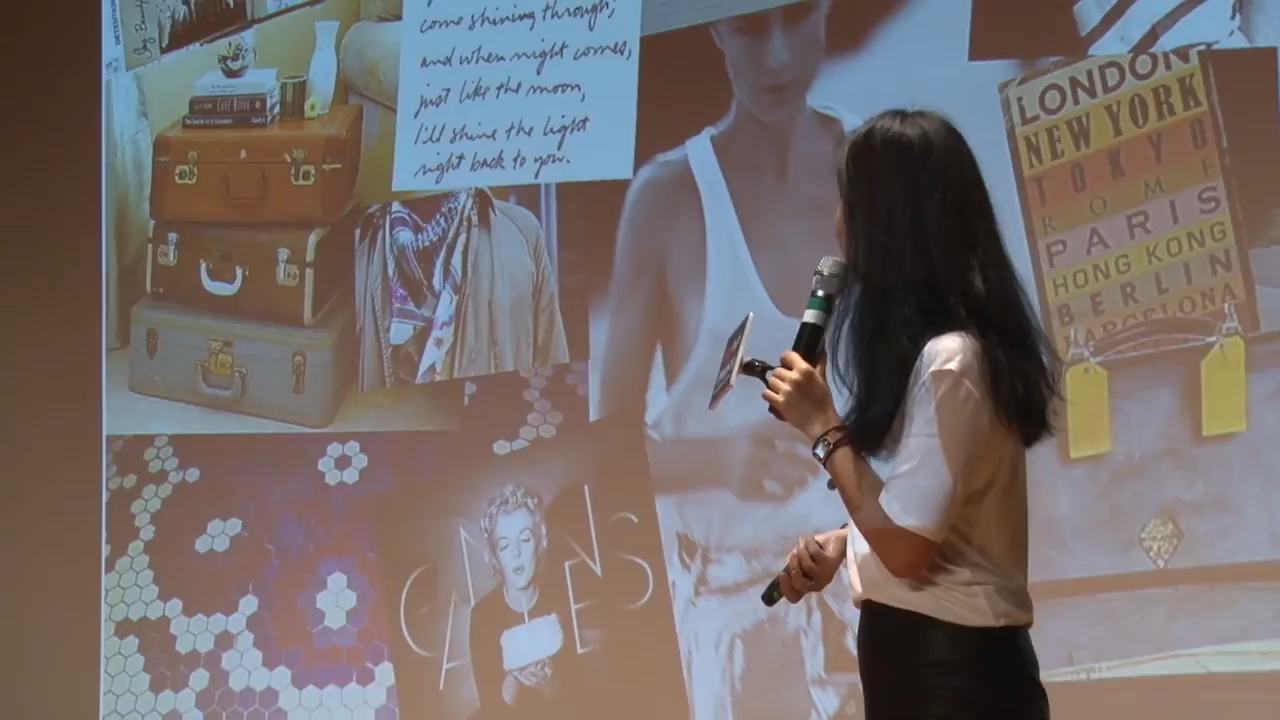 come shining through;
and when night comes,
just like the moon,
I'll shine the light
right back to you.
LONDON
NEW YORK
TOKYO
ROME
PARIS
HONG KONG
BERLIN
BARCELONA
CANNES